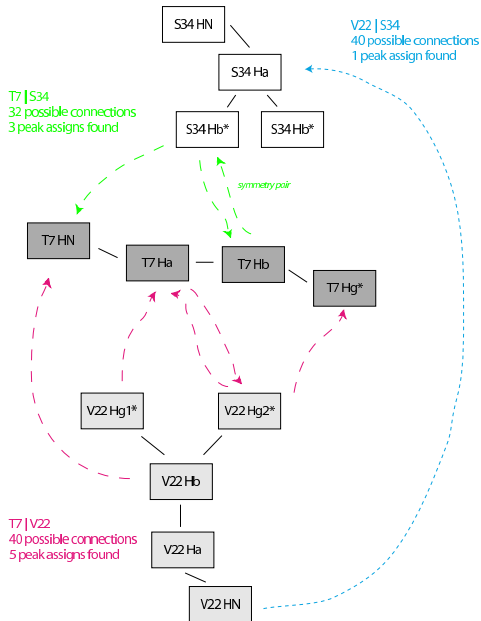 S34 HN
V22 | S34
40 possible connections
1 peak assign found
S34 Ha
T7 | S34
32 possible connections
3 peak assigns found
S34 Hb*
S34 Hb*
symmetry pair.
T7 HN
T7 Ha
T7 Hb
T7 Hg*
V22 Hg1*
V22 Hg2*
V22 Hb
T7 | V22
40 possible connections
5 peak assigns found
V22 Ha
V22 HN